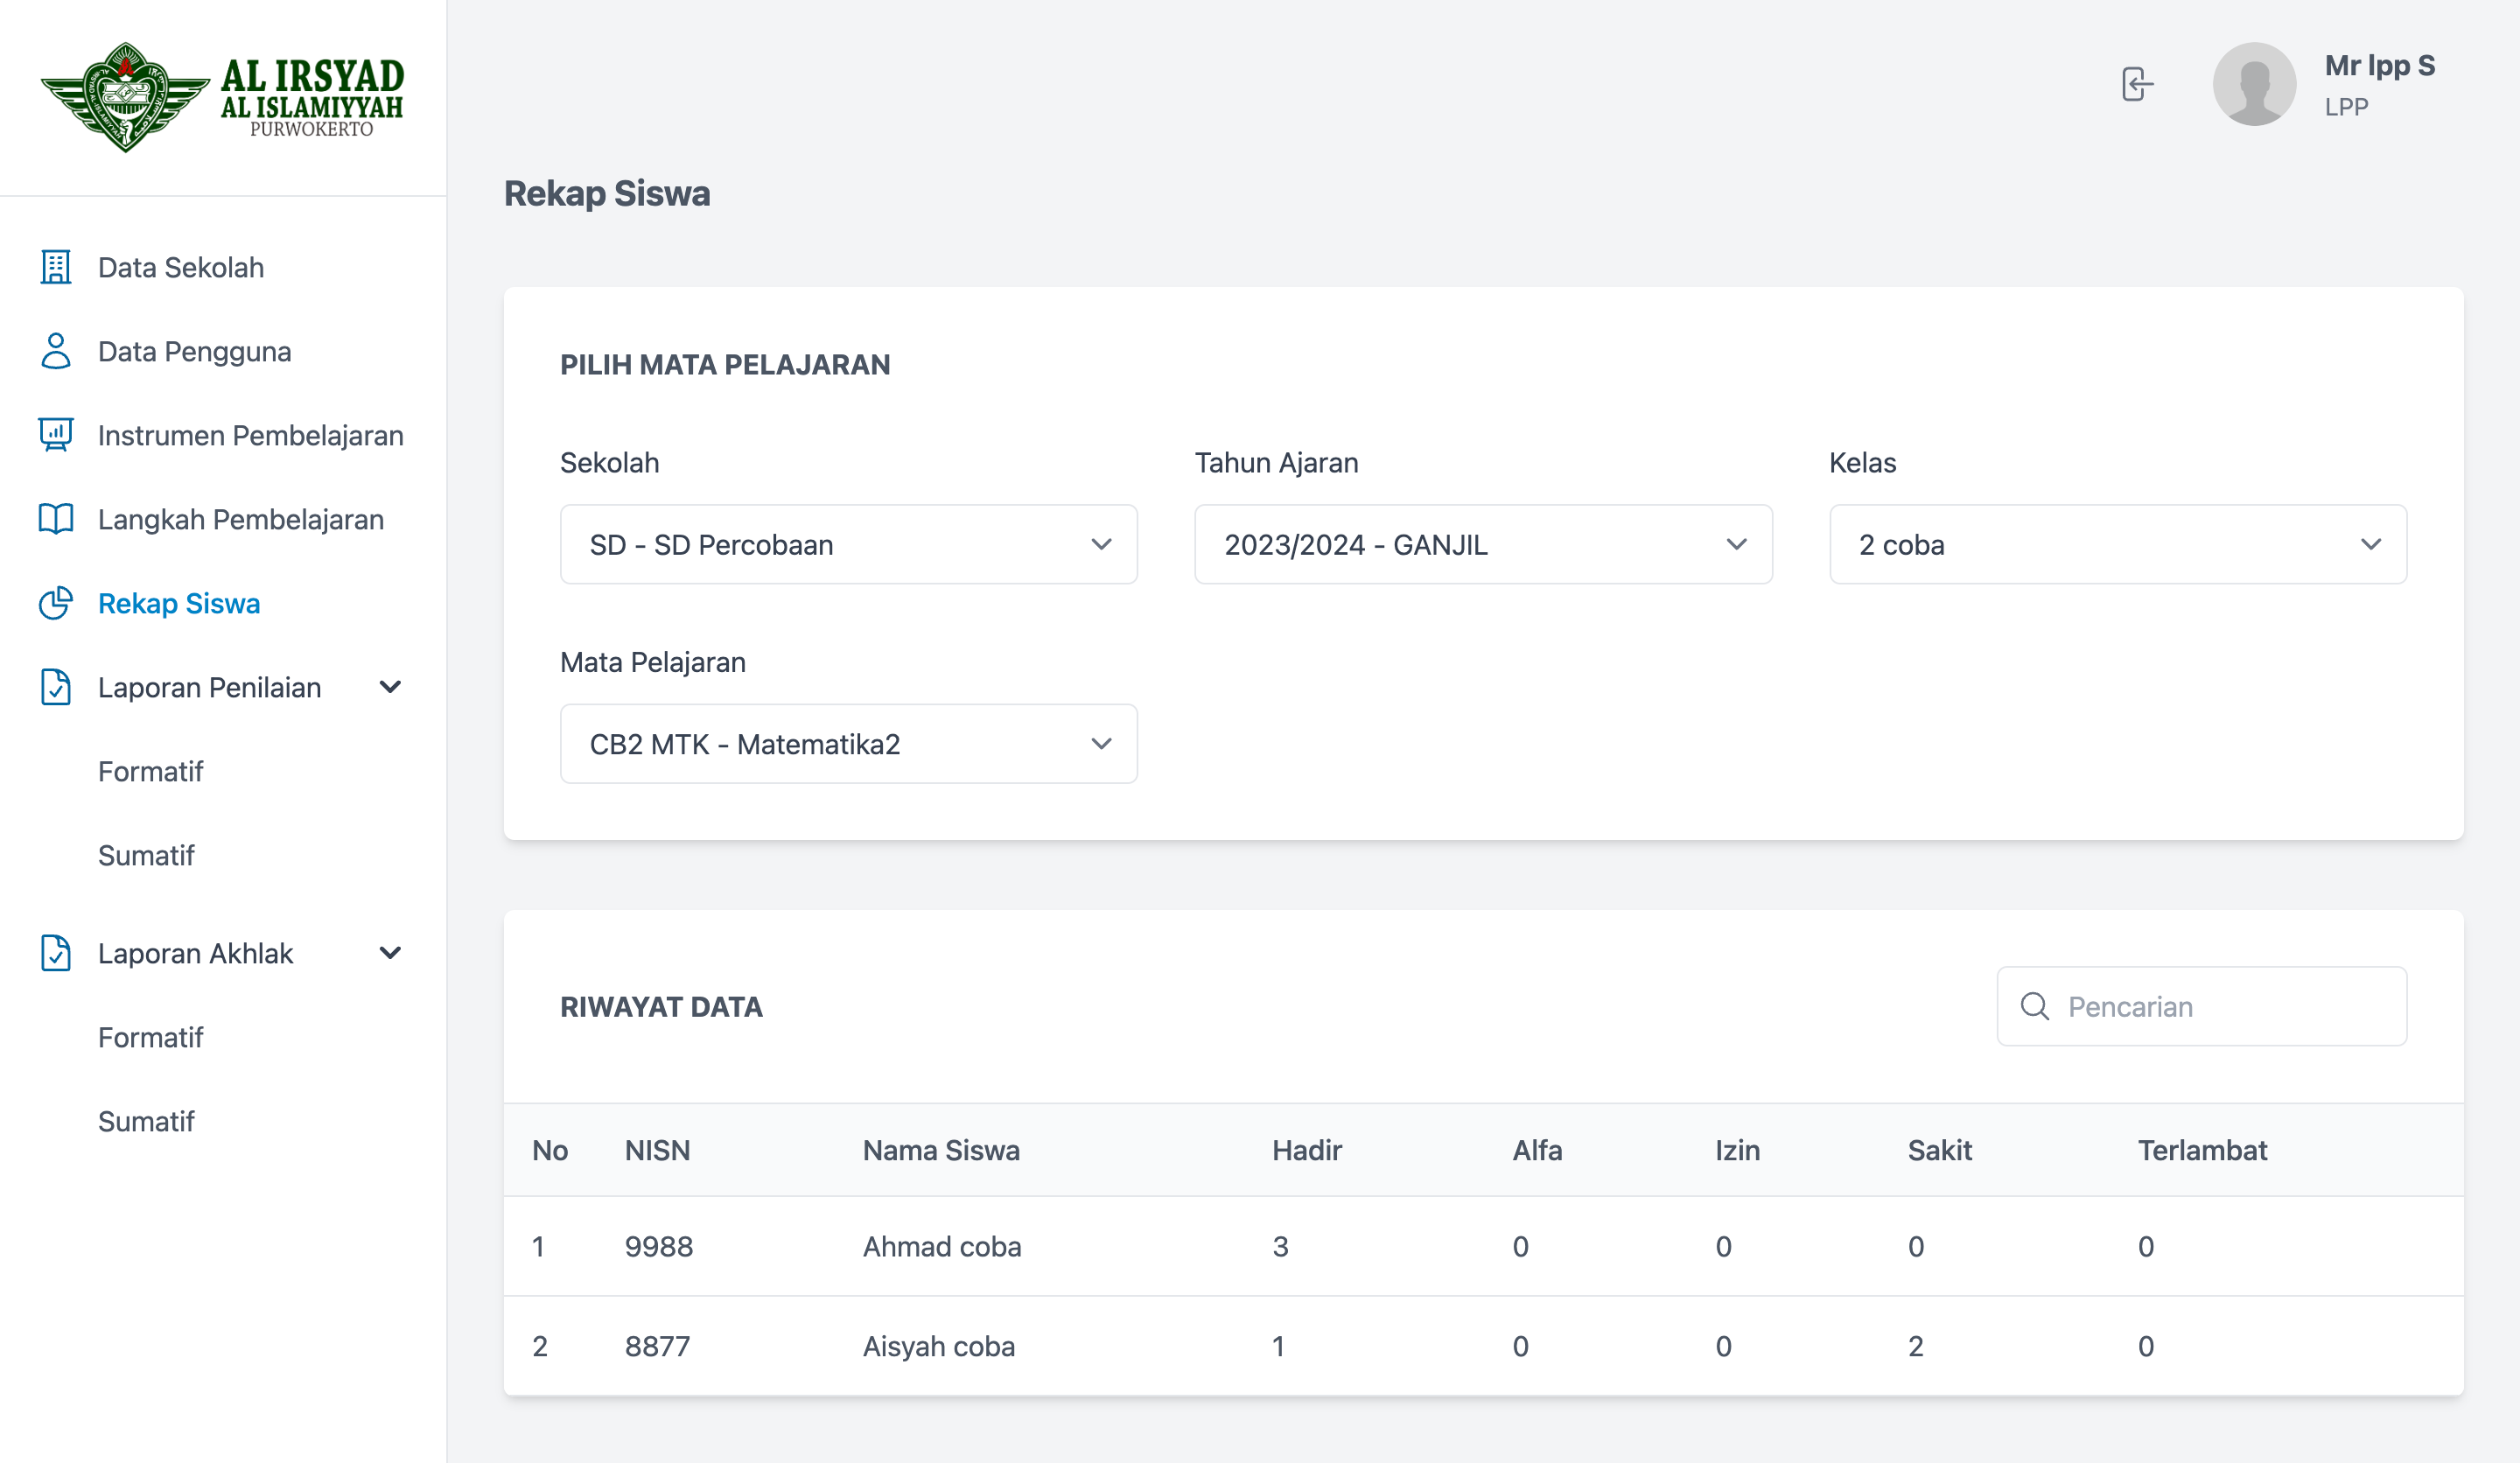 AL IRSYAD
AL ISLAMIYYAH
PURWOKERTO
Mr lpp S
LPP
Data Sekolah
Data Pengguna
Instrumen Pembelajaran
Langkah Pembelajaran
Rekap Siswa
Laporan Penilaian
Formatif
Sumatif
Laporan Akhlak
Formatif
Sumatif
Rekap Siswa
PILIH MATA PELAJARAN
Sekolah Tahun Ajaran Kelas
SD - SD Percobaan 2023/2024 - GANJIL 2 coba
Mata Pelajaran
CB2 MTK - Matematika2
RIWAYAT DATA
Pencarian
No NISN Nama Siswa Hadir Alfa Izin Sakit Terlambat
1 9988 Ahmad coba 3 0 0 0 0
2 8877 Aisyah coba 1 0 0 2 0